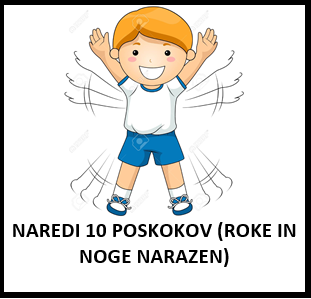 NAREDI 10 POSKOKOV (ROKE IN
NOGE NARAZEN)